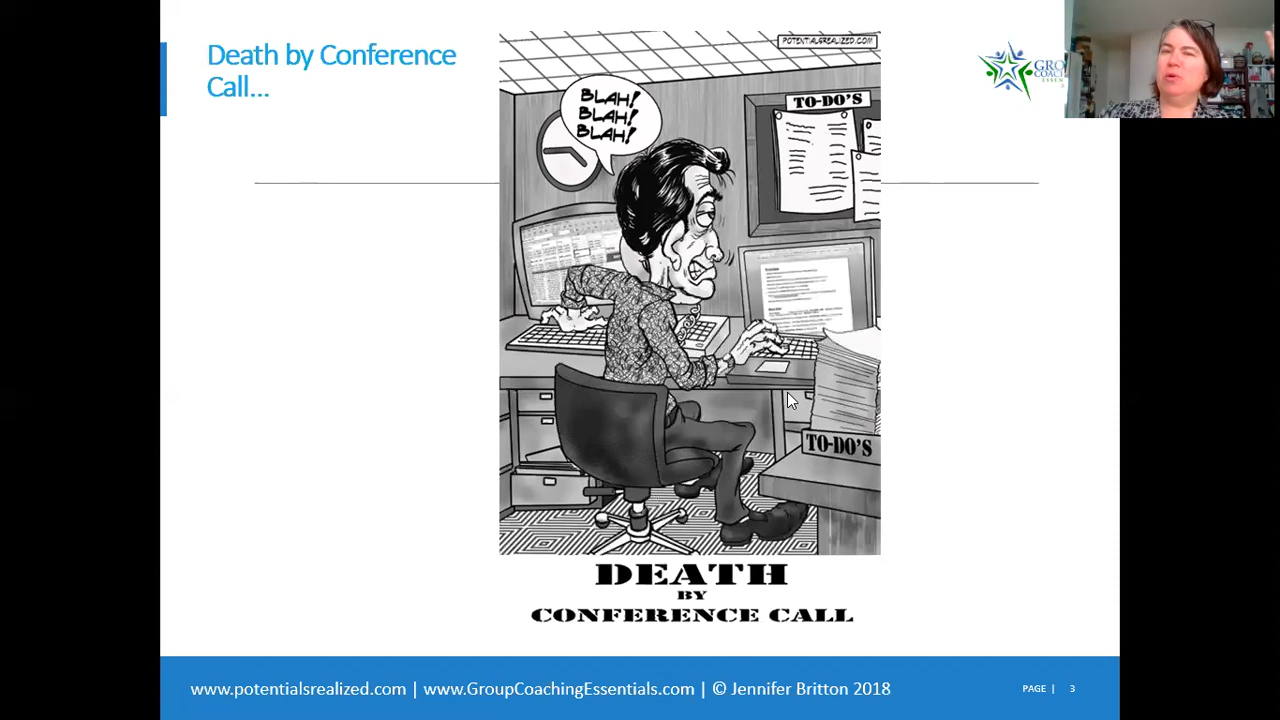 Death by Conference
Call...
POTENTIALSREALIZED.COM
BLAH!
BLAH!
BLAH!
TO-DO'S
TO-DO'S
DEATH
BY
CONFERENCE CALL
www.potentialsrealized.com | www.GroupCoachingEssentials.com | © Jennifer Britton 2018
PAGE | 3